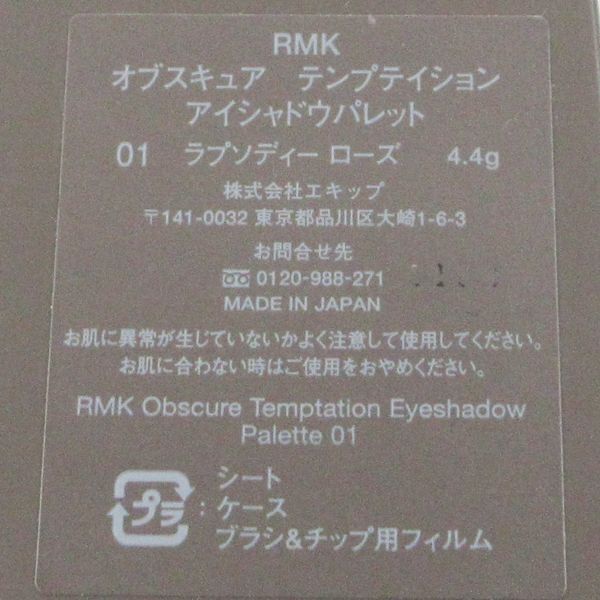 RMK
オブスキュア　テンプテイション
アイシャドウパレット
01　ラプソディー ローズ　4.4g
株式会社エキップ
〒141-0032 東京都品川区大崎1-6-3
お問合せ先
0120-988-271
MADE IN JAPAN
お肌に異常が生じていないかよく注意して使用してください。
お肌に合わない時はご使用をおやめください。
RMK Obscure Temptation Eyeshadow
Palette 01
プラ : シート
ケース
ブラシ&チップ用フィルム